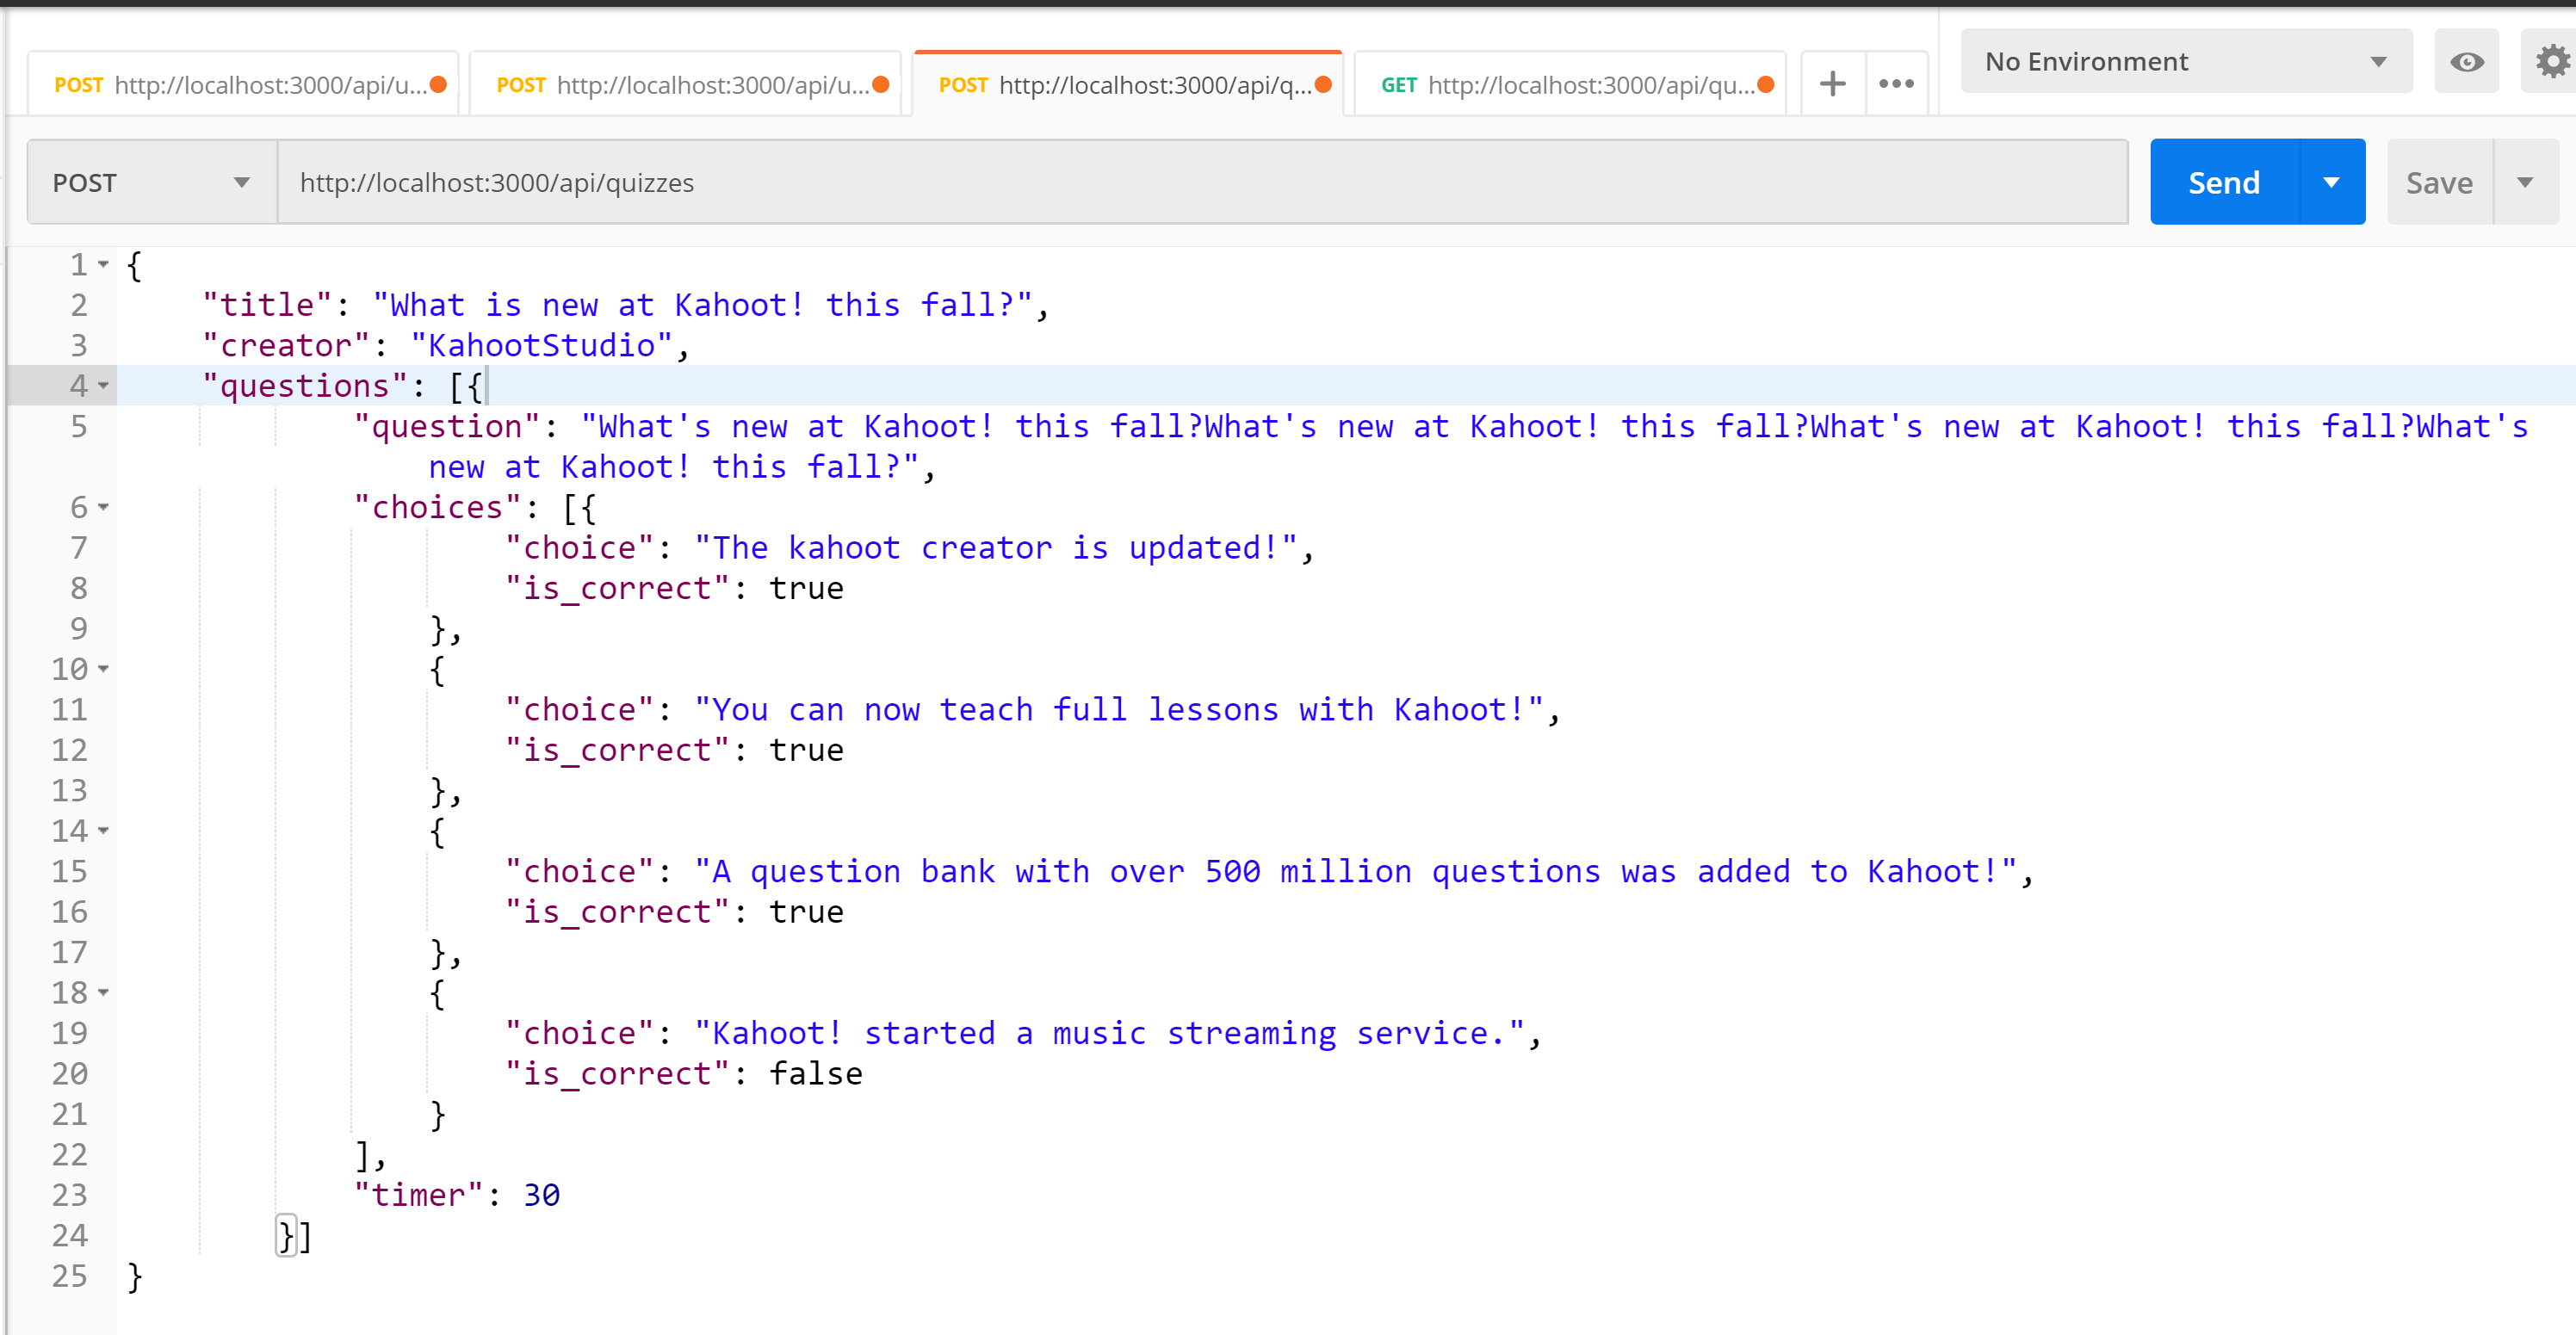 POST http://localhost:3000/api/u... POST http://localhost:3000/api/u... POST http://localhost:3000/api/q... GET http://localhost:3000/api/qu... + ••• No Environment
POST http://localhost:3000/api/quizzes Send Save
1 {
2 "title": "What is new at Kahoot! this fall?",
3 "creator": "KahootStudio",
4 "questions": [{
5 "question": "What's new at Kahoot! this fall?What's new at Kahoot! this fall?What's new at Kahoot! this fall?What's
new at Kahoot! this fall?",
6 "choices": [{
7 "choice": "The kahoot creator is updated!",
8 "is_correct": true
9 },
10 {
11 "choice": "You can now teach full lessons with Kahoot!",
12 "is_correct": true
13 },
14 {
15 "choice": "A question bank with over 500 million questions was added to Kahoot!",
16 "is_correct": true
17 },
18 {
19 "choice": "Kahoot! started a music streaming service.",
20 "is_correct": false
21 }
22 ],
23 "timer": 30
24 }]
25 }